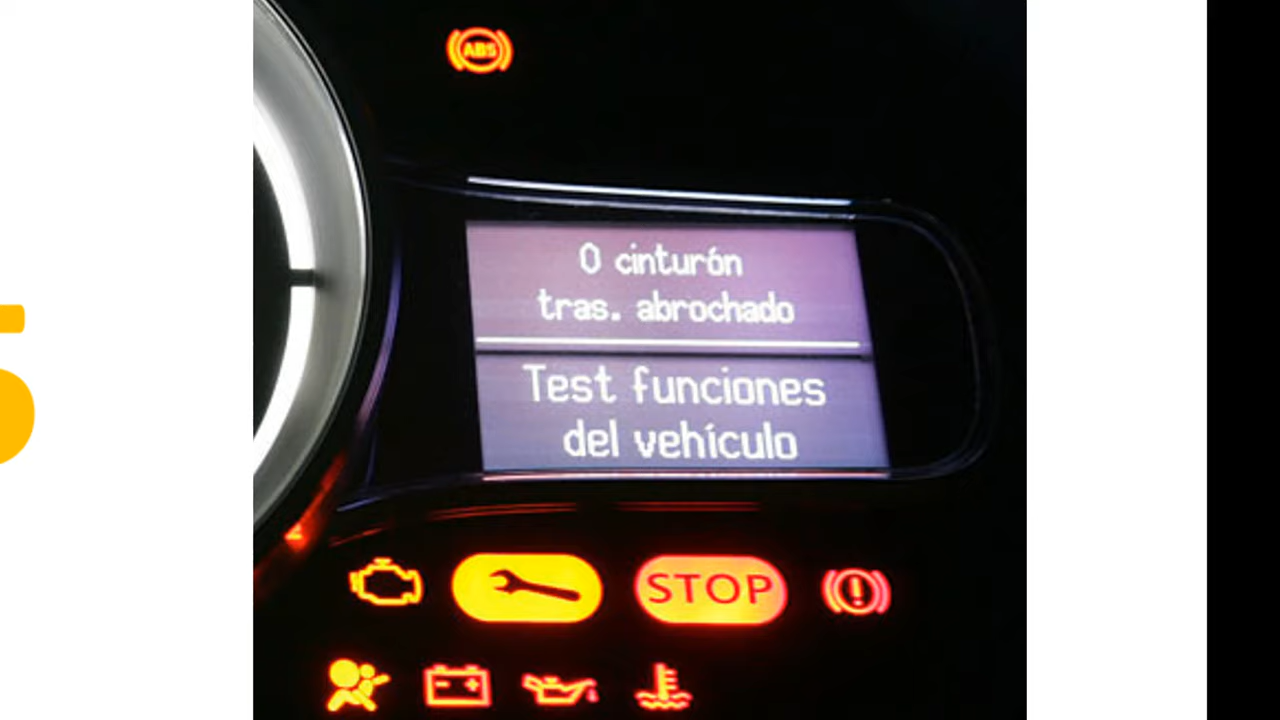 ABS
0 cinturón
tras. abrochado
Test funciones
del vehículo
STOP